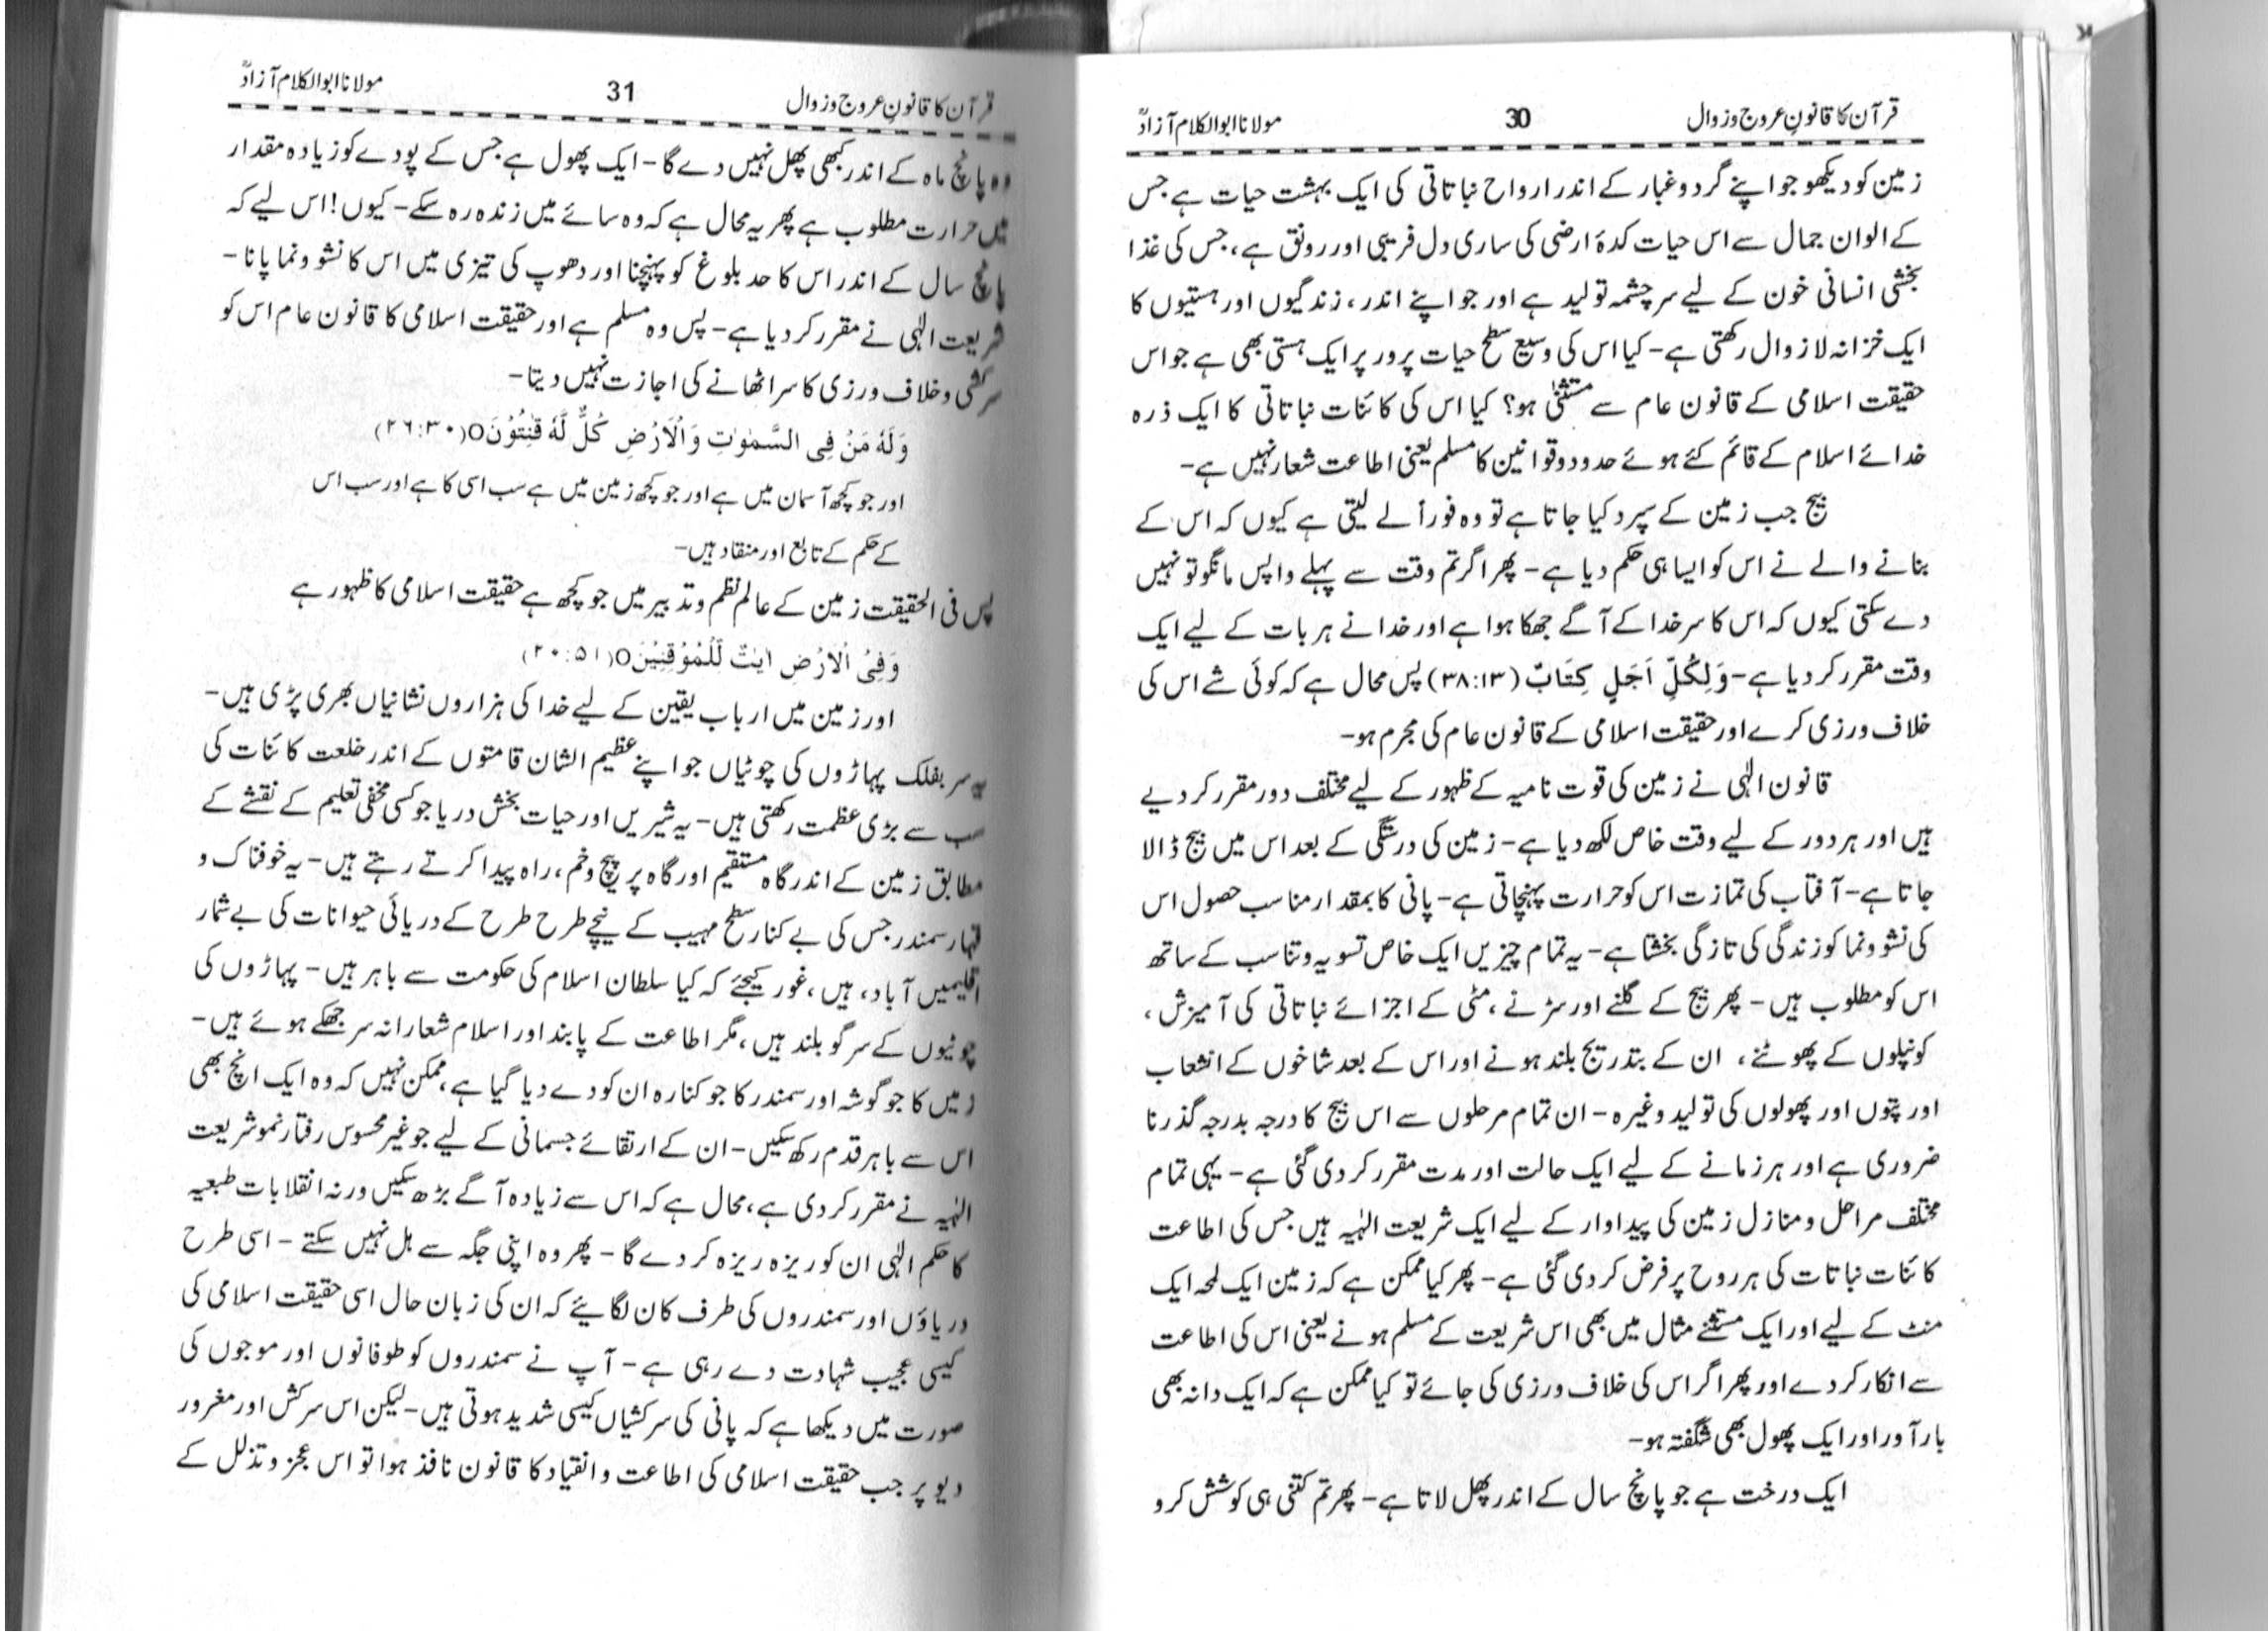 قرآن کا قانونِ عروج و زوال 30 مولانا ابوالکلام آزادؒ
زمین کو دیکھو جو اپنے گرد و غبار کے اندر ارواح نباتاتی کی ایک بہشت حیات ہے جس
کے الوان جمال سے اس حیات کدۂ ارضی کی ساری دل فریبی اور رونق ہے، جس کی غذا
بخشی انسانی خون کے لیے سرچشمہ تولید ہے اور جو اپنے اندر، زندگیوں اور ہستیوں کا
ایک خزانہ لازوال رکھتی ہے- کیا اس کی وسیع سطح حیات پرور پر ایک ہستی بھی ہے جو اس
حقیقت اسلامی کے قانون عام سے مستثنیٰ ہو؟ کیا اس کی کائنات نباتاتی کا ایک ذرہ
خدائے اسلام کے قائم کئے ہوئے حدود و قوانین کا مسلم یعنی اطاعت شعار نہیں ہے-
بیج جب زمین کے سپرد کیا جاتا ہے تو وہ فوراً لے لیتی ہے کیوں کہ اس کے
بنانے والے نے اس کو ایسا ہی حکم دیا ہے- پھر اگر تم وقت سے پہلے واپس مانگو تو نہیں
دے سکتی کیوں کہ اس کا سر خدا کے آگے جھکا ہوا ہے اور خدا نے ہر بات کے لیے ایک
وقت مقرر کر دیا ہے- وَلِكُلِّ اَجَلٍ كِتَابٌ (۳۸:۱۳) پس محال ہے کہ کوئی شے اس کی
خلاف ورزی کرے اور حقیقت اسلامی کے قانون عام کی مجرم ہو-
قانون الٰہی نے زمین کی قوت نامیہ کے ظہور کے لیے مختلف دور مقرر کر دیے
ہیں اور ہر دور کے لیے وقت خاص لکھ دیا ہے- زمین کی درستگی کے بعد اس میں بیج ڈالا
جاتا ہے- آفتاب کی تمازت اس کو حرارت پہنچاتی ہے- پانی کا بمقدار مناسب حصول اس
کی نشوونما کو زندگی کی تازگی بخشتا ہے- یہ تمام چیزیں ایک خاص تسویہ و تناسب کے ساتھ
اس کو مطلوب ہیں- پھر بیج کے گلنے اور سڑنے، مٹی کے اجزائے نباتاتی کی آمیزش،
کونپلوں کے پھوٹنے، ان کے بتدریج بلند ہونے اور اس کے بعد شاخوں کے انشعاب
اور پتوں اور پھولوں کی تولید وغیرہ- ان تمام مرحلوں سے اس بیج کا درجہ بدرجہ گذرنا
ضروری ہے اور ہر زمانے کے لیے ایک حالت اور مدت مقرر کر دی گئی ہے- یہی تمام
مختلف مراحل و منازل زمین کی پیداوار کے لیے ایک شریعت الٰہیہ ہیں جس کی اطاعت
کائنات نباتات کی ہر روح پر فرض کر دی گئی ہے- پھر کیا ممکن ہے کہ زمین ایک لمحہ ایک
منٹ کے لیے اور ایک مستثنے مثال میں بھی اس شریعت کے مسلم ہونے یعنی اس کی اطاعت
سے انکار کر دے اور پھر اگر اس کی خلاف ورزی کی جائے تو کیا ممکن ہے کہ ایک دانہ بھی
بار آور اور ایک پھول بھی شگفتہ ہو-
ایک درخت ہے جو پانچ سال کے اندر پھل لاتا ہے- پھر تم کتنی ہی کوشش کرو
قرآن کا قانونِ عروج و زوال 31 مولانا ابوالکلام آزادؒ
وہ پانچ ماہ کے اندر کبھی پھل نہیں دے گا- ایک پھول ہے جس کے پودے کو زیادہ مقدار
میں حرارت مطلوب ہے پھر یہ محال ہے کہ وہ سائے میں زندہ رہ سکے- کیوں! اس لیے کہ
پانچ سال کے اندر اس کا حد بلوغ کو پہنچنا اور دھوپ کی تیزی میں اس کا نشوونما پانا-
شریعت الٰہی نے مقرر کر دیا ہے- پس وہ مسلم ہے اور حقیقت اسلامی کا قانون عام اس کو
سرکشی و خلاف ورزی کا سر اٹھانے کی اجازت نہیں دیتا-
وَلَهٗ مَنْ فِی السَّمٰوٰتِ وَالْاَرْضِ كُلٌّ لَّهٗ قٰنِتُوْنَO(۲۶:۳۰)
اور جو کچھ آسمان میں ہے اور جو کچھ زمین میں ہے سب اسی کا ہے اور سب اس
کے حکم کے تابع اور منقاد ہیں-
پس فی الحقیقت زمین کے عالم نظم و تدبیر میں جو کچھ ہے حقیقت اسلامی کا ظہور ہے
وَفِی الْاَرْضِ اٰیٰتٌ لِّلْمُوْقِنِیْنَO(۲۰:۵۱)
اور زمین میں ارباب یقین کے لیے خدا کی ہزاروں نشانیاں بھری پڑی ہیں-
یہ سر بفلک پہاڑوں کی چوٹیاں جو اپنے عظیم الشان قامتوں کے اندر خلعت کائنات کی
سب سے بڑی عظمت رکھتی ہیں- یہ شیریں اور حیات بخش دریا جو کسی مخفی تعلیم کے نقشے کے
مطابق زمین کے اندر گاہ مستقیم اور گاہ پر پیچ و خم، راہ پیدا کرتے رہتے ہیں- یہ خوفناک و
قہار سمندر جس کی بے کنار سطح مہیب کے نیچے طرح طرح کے دریائی حیوانات کی بے شمار
اقلیمیں آباد، ہیں، غور کیجئے کہ کیا سلطان اسلام کی حکومت سے باہر ہیں- پہاڑوں کی
چوٹیوں کے سر گو بلند ہیں، مگر اطاعت کے پابند اور اسلام شعارانہ سر جھکے ہوئے ہیں-
زمیں کا جو گوشہ اور سمندر کا جو کنارہ ان کو دے دیا گیا ہے، ممکن نہیں کہ وہ ایک انچ بھی
اس سے باہر قدم رکھ سکیں- ان کے ارتقائے جسمانی کے لیے جو غیر محسوس رفتار نمو شریعت
الٰہیہ نے مقرر کر دی ہے، محال ہے کہ اس سے زیادہ آگے بڑھ سکیں ورنہ انقلابات طبعیہ
کا حکم الٰہی ان کو ریزہ ریزہ کر دے گا- پھر وہ اپنی جگہ سے ہل نہیں سکتے- اسی طرح
دریاؤں اور سمندروں کی طرف کان لگائیے کہ ان کی زبان حال اسی حقیقت اسلامی کی
کیسی عجیب شہادت دے رہی ہے- آپ نے سمندروں کو طوفانوں اور موجوں کی
صورت میں دیکھا ہے کہ پانی کی سرکشیاں کیسی شدید ہوتی ہیں- لیکن اس سرکش اور مغرور
دیو پر جب حقیقت اسلامی کی اطاعت و انقیاد کا قانون نافذ ہوا تو اس عجز و تذلل کے